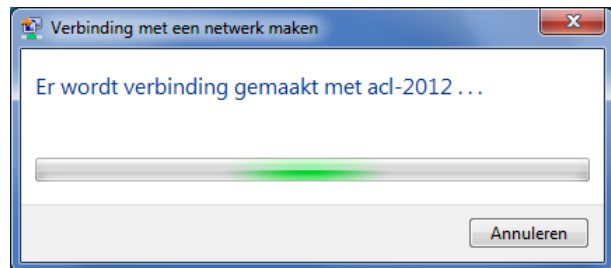 Verbinding met een netwerk maken
Er wordt verbinding gemaakt met acl-2012 . . .
Annuleren